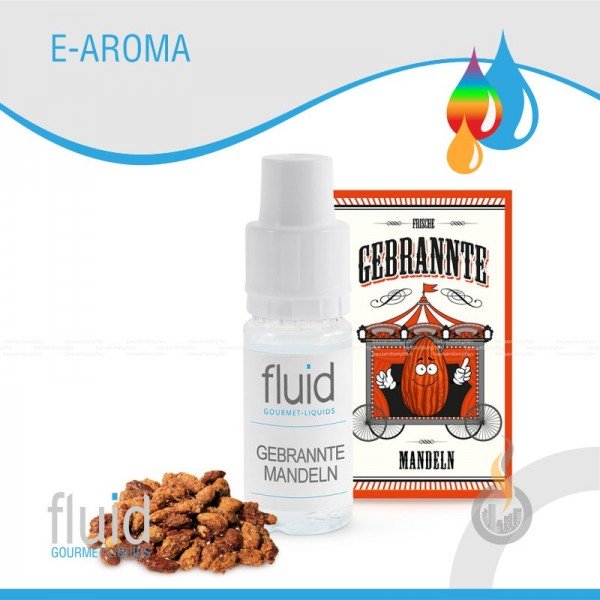 E-AROMA
FRISCHE
GEBRANNTE
MANDELN
fluid
GOURMET-LIQUIDS
GEBRANNTE
MANDELN
fluid
GOURMET-LIQUIDS